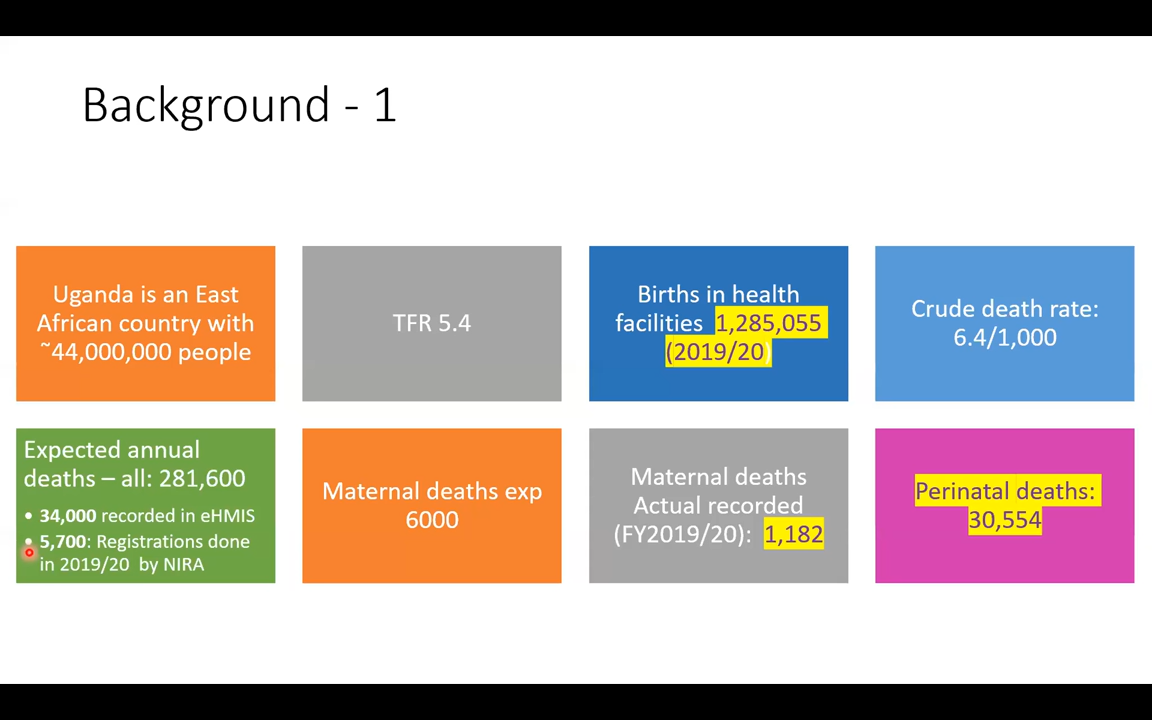 Background - 1
Uganda is an East
African country with
~44,000,000 people
TFR 5.4
Births in health
facilities 1,285,055
(2019/20)
Crude death rate:
6.4/1,000
Expected annual
deaths – all: 281,600
• 34,000 recorded in eHMIS
• 5,700: Registrations done
in 2019/20 by NIRA
Maternal deaths exp
6000
Maternal deaths
Actual recorded
(FY2019/20): 1,182
Perinatal deaths:
30,554